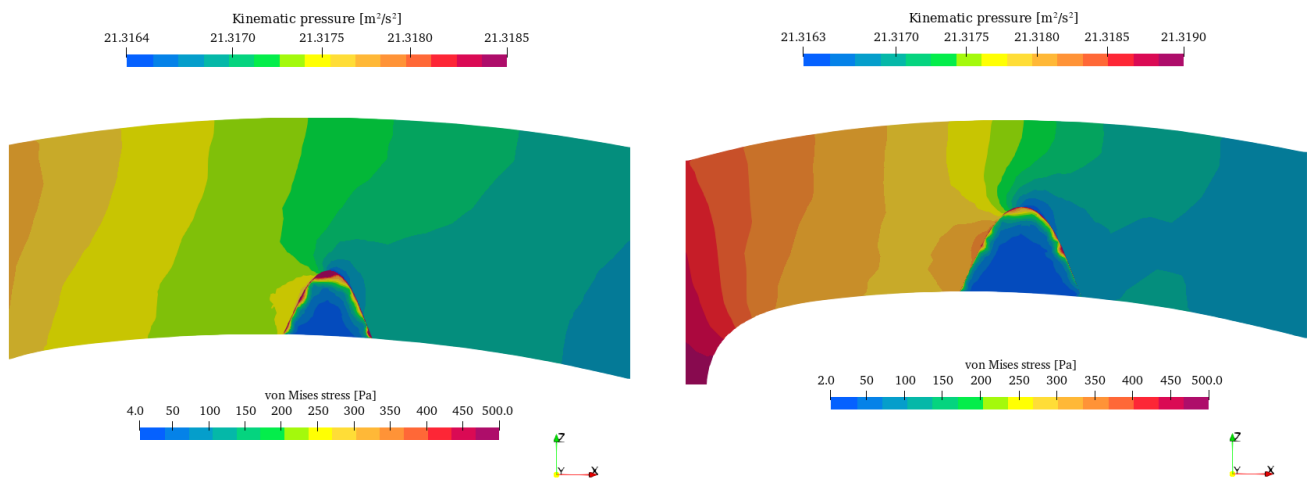 Kinematic pressure [m²/s²]
21.3164 21.3170 21.3175 21.3180 21.3185
von Mises stress [Pa]
4.0 50 100 150 200 250 300 350 400 450 500.0
Z
Y X
Kinematic pressure [m²/s²]
21.3163 21.3170 21.3175 21.3180 21.3185 21.3190
von Mises stress [Pa]
2.0 50 100 150 200 250 300 350 400 450 500.0
Z
Y X